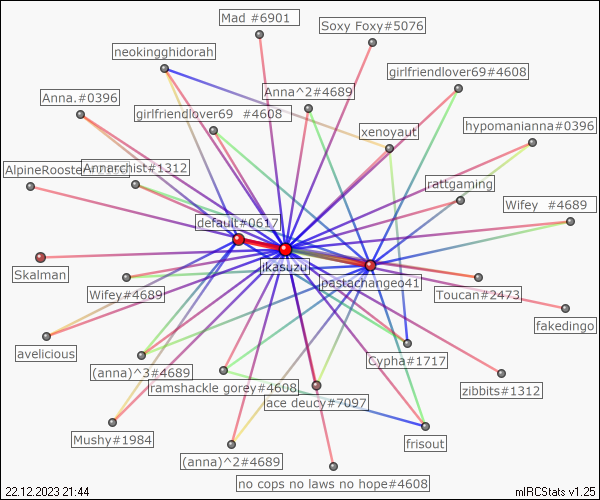 Mad #6901
Soxy Foxy#5076
neokingghidorah
girlfriendlover69#4608
Anna^2#4689
Anna.#0396
girlfriendlover69 #4608
hypomanianna#0396
xenoyaut
AlpineRooste
Annarchist#1312
rattgaming
Wifey #4689
default#0617
jkasuzu
Skalman
pastachangeo41
Wifey#4689
Toucan#2473
fakedingo
avelicious
Cypha#1717
(anna)^3#4689
ramshackle gorey#4608
zibbits#1312
lace deucy#7097
Mushy#1984
frisout
(anna)^2#4689
no cops no laws no hope#4608
22.12.2023 21:44
mIRCStats v1.25